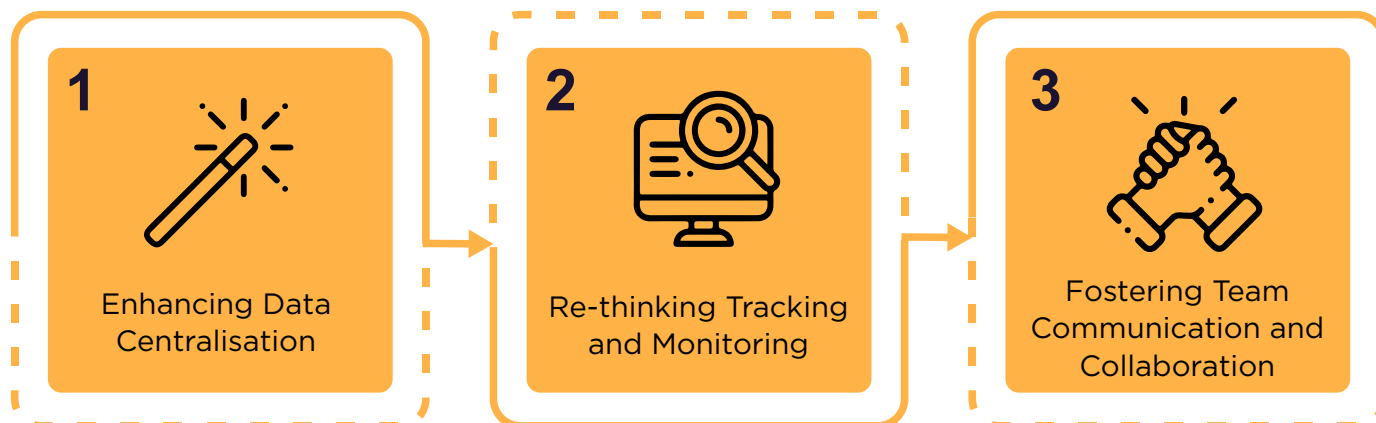 1
Enhancing Data
Centralisation
2
Re-thinking Tracking
and Monitoring
3
Fostering Team
Communication and
Collaboration